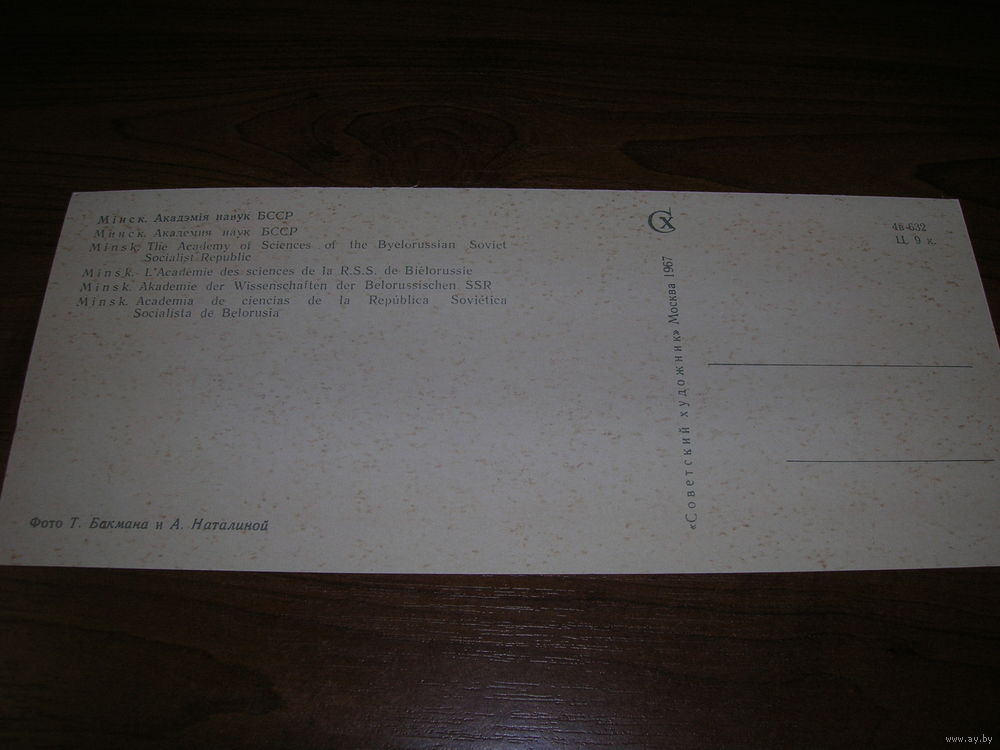 Мінск. Акадэмія навук БССР
Минск. Академия наук БССР
Minsk. The Academy of Sciences of the Byelorussian Soviet
Socialist Republic
Minsk. L'Académie des sciences de la R.S.S. de Biélorussie
Minsk. Akademie der Wissenschaften der Belorussischen SSR
Minsk. Academia de ciencias de la República Soviética
Socialista de Belorusia
Фото Т. Бакмана и А. Наталиной
«Советский художник» Москва 1967
СХ
4в-632
Ц. 9 к.
www.ay.by